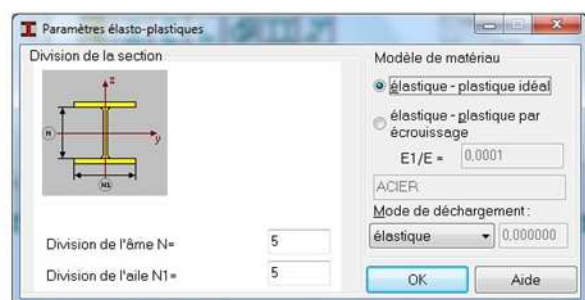 Paramètres élasto-plastiques
Division de la section
z
y
N
N1
Division de l'âme N= 5
Division de l'aile N1= 5
Modèle de matériau
élastique - plastique idéal
élastique - plastique par
écrouissage
E1/E = 0,0001
ACIER
Mode de déchargement :
élastique 0,000000
OK Aide